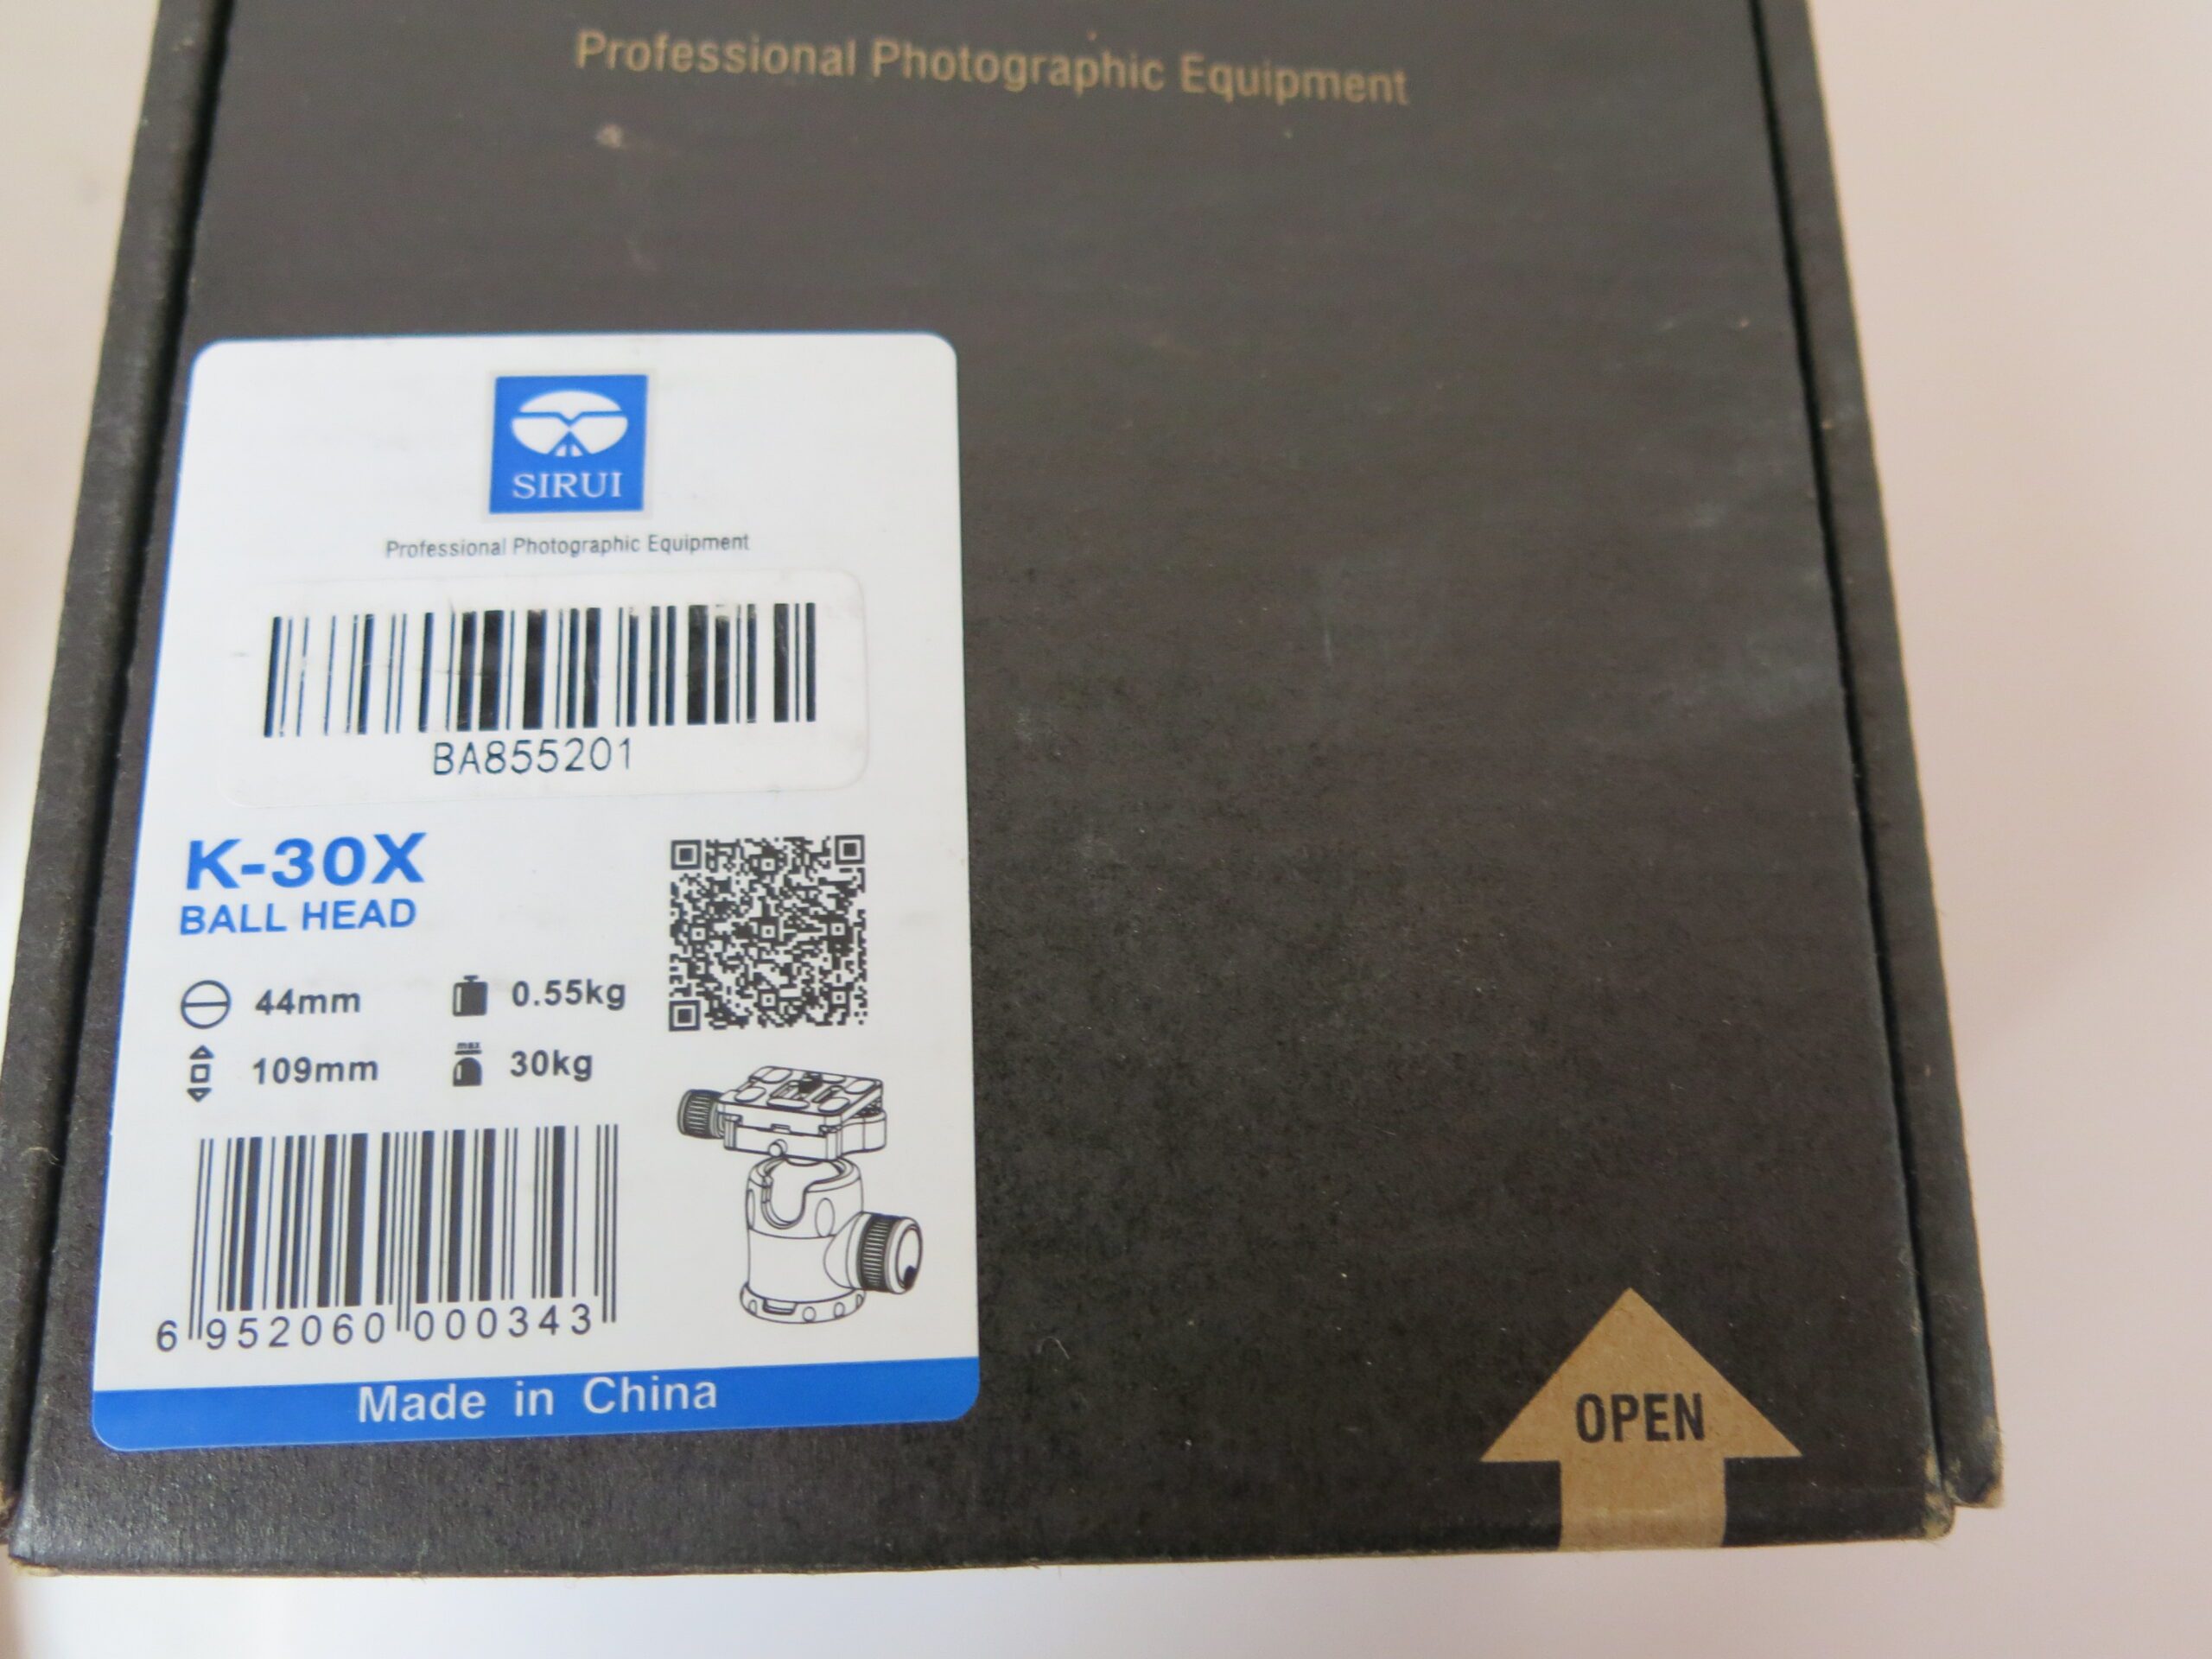 Professional Photographic Equipment
SIRUI
Professional Photographic Equipment
BA855201
K-30X
BALL HEAD
44mm
0.55kg
109mm
max
30kg
6 952060 000343
Made in China
OPEN